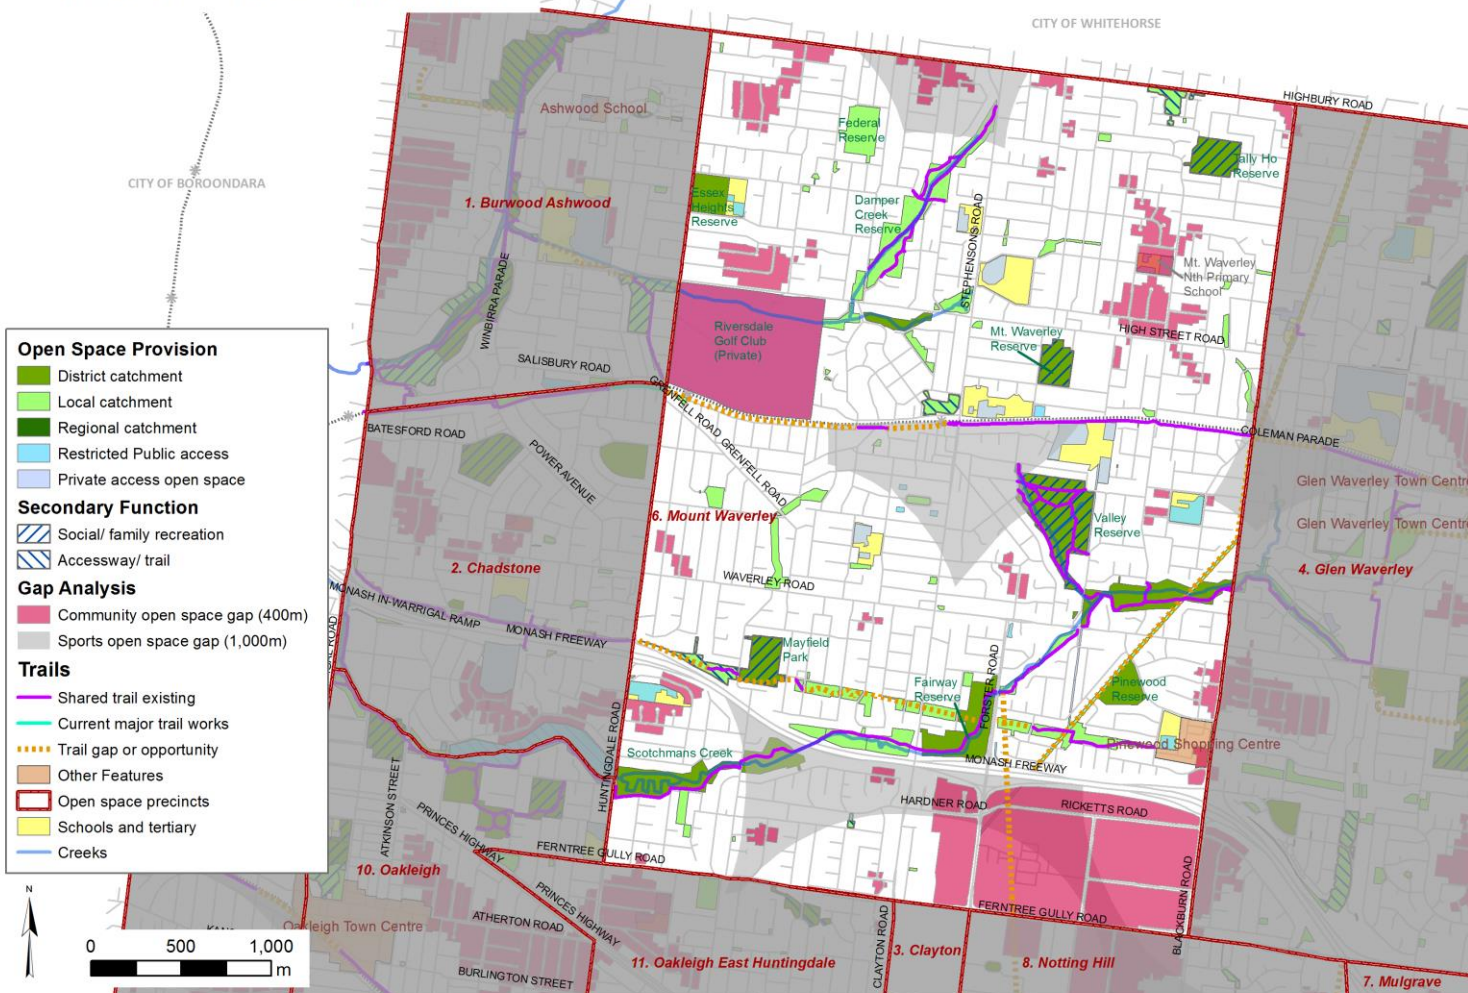 CITY OF WHITEHORSE
HIGHBURY ROAD
Ashwood School
Federal
Reserve
Tally Ho
Reserve
CITY OF BOROONDARA
1. Burwood Ashwood
Essex
Heights
Reserve
Damper
Creek
Reserve
STEPHENSONS ROAD
Mt. Waverley
Nth Primary
School
WINBIRRA PARADE
Riversdale
Golf Club
(Private)
Mt. Waverley
Reserve
HIGH STREET ROAD
SALISBURY ROAD
GRENFELL ROAD
GRENFELL ROAD
BATESFORD ROAD
POWER AVENUE
COLEMAN PARADE
Glen Waverley Town Centre
Glen Waverley Town Centre
6. Mount Waverley
Valley
Reserve
2. Chadstone
WAVERLEY ROAD
4. Glen Waverley
MONASH IN-WARRIGAL RAMP
MONASH FREEWAY
Mayfield
Park
Fairway
Reserve
FORSTER ROAD
Pinewood
Reserve
HUNTINGDALE ROAD
Scotchmans Creek
Pinewood Shopping Centre
MONASH FREEWAY
HARDNER ROAD
RICKETTS ROAD
ATKINSON STREET
PRINCES HIGHWAY
FERNTREE GULLY ROAD
10. Oakleigh
PRINCES HIGHWAY
FERNTREE GULLY ROAD
BLACKBURN ROAD
Oakleigh Town Centre
ATHERTON ROAD
CLAYTON ROAD
3. Clayton
11. Oakleigh East Huntingdale
8. Notting Hill
BURLINGTON STREET
7. Mulgrave
Open Space Provision
District catchment
Local catchment
Regional catchment
Restricted Public access
Private access open space
Secondary Function
Social/ family recreation
Accessway/ trail
Gap Analysis
Community open space gap (400m)
Sports open space gap (1,000m)
Trails
Shared trail existing
Current major trail works
Trail gap or opportunity
Other Features
Open space precincts
Schools and tertiary
Creeks
N
0 500 1,000
m